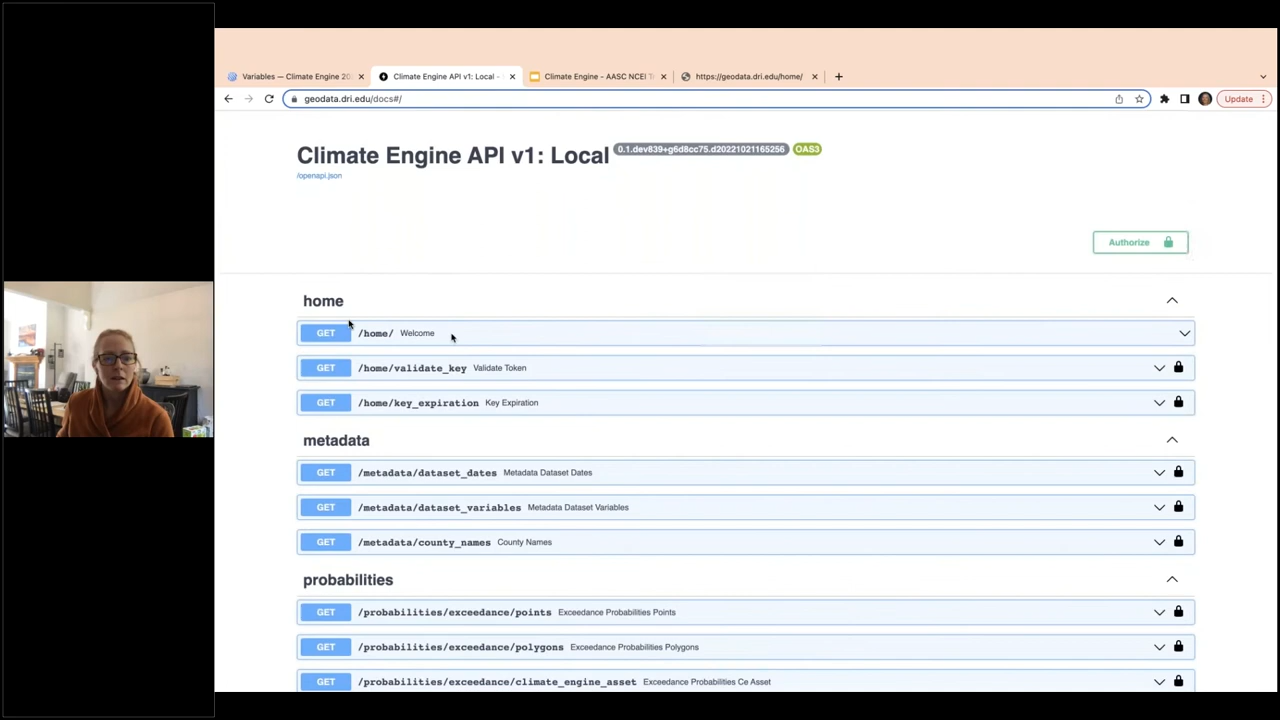 Variables — Climate Engine 20
Climate Engine API v1: Local -
Climate Engine - AASC NCEI T
https://geodata.dri.edu/home/
geodata.dri.edu/docs#/
Update
Climate Engine API v1: Local 0.1.dev839+g6d8cc75.d20221021165256 OAS3
/openapi.json
Authorize
home
GET /home/ Welcome
GET /home/validate_key Validate Token
GET /home/key_expiration Key Expiration
metadata
GET /metadata/dataset_dates Metadata Dataset Dates
GET /metadata/dataset_variables Metadata Dataset Variables
GET /metadata/county_names County Names
probabilities
GET /probabilities/exceedance/points Exceedance Probabilities Points
GET /probabilities/exceedance/polygons Exceedance Probabilities Polygons
GET /probabilities/exceedance/climate_engine_asset Exceedance Probabilities Ce Asset